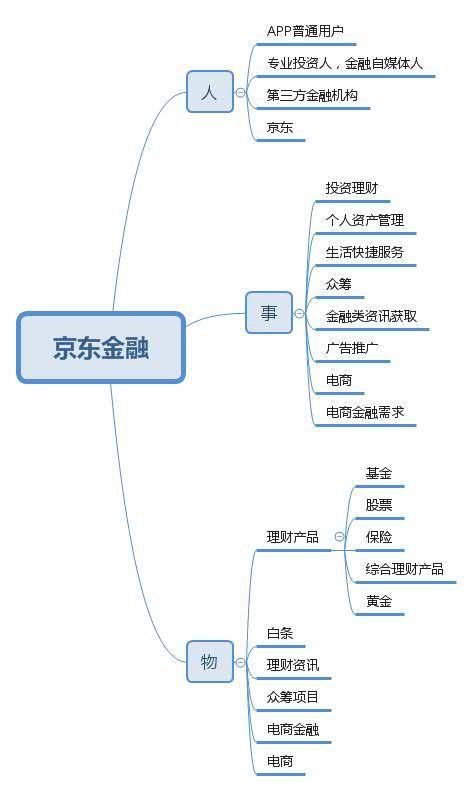 京东金融
人
APP普通用户
专业投资人，金融自媒体人
第三方金融机构
京东
事
投资理财
个人资产管理
生活快捷服务
众筹
金融类资讯获取
广告推广
电商
电商金融需求
物
理财产品
基金
股票
保险
综合理财产品
黄金
白条
理财资讯
众筹项目
电商金融
电商